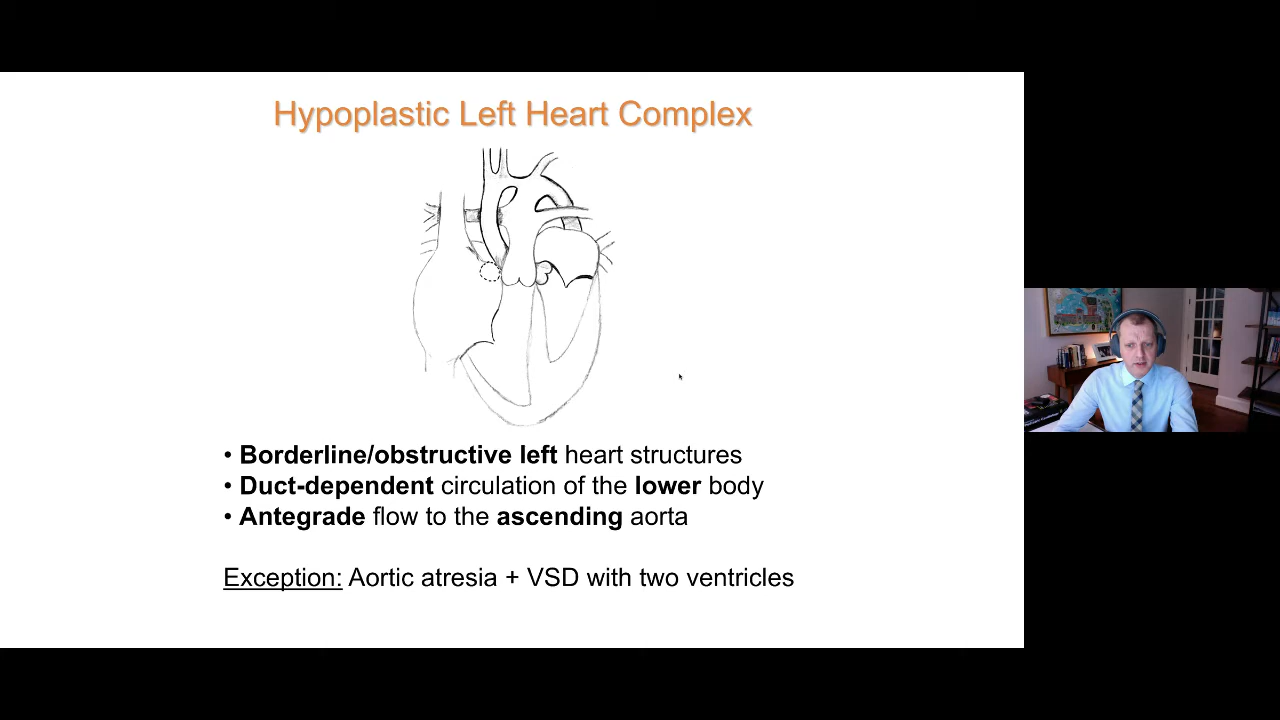 Hypoplastic Left Heart Complex
• Borderline/obstructive left heart structures
• Duct-dependent circulation of the lower body
• Antegrade flow to the ascending aorta
Exception: Aortic atresia + VSD with two ventricles